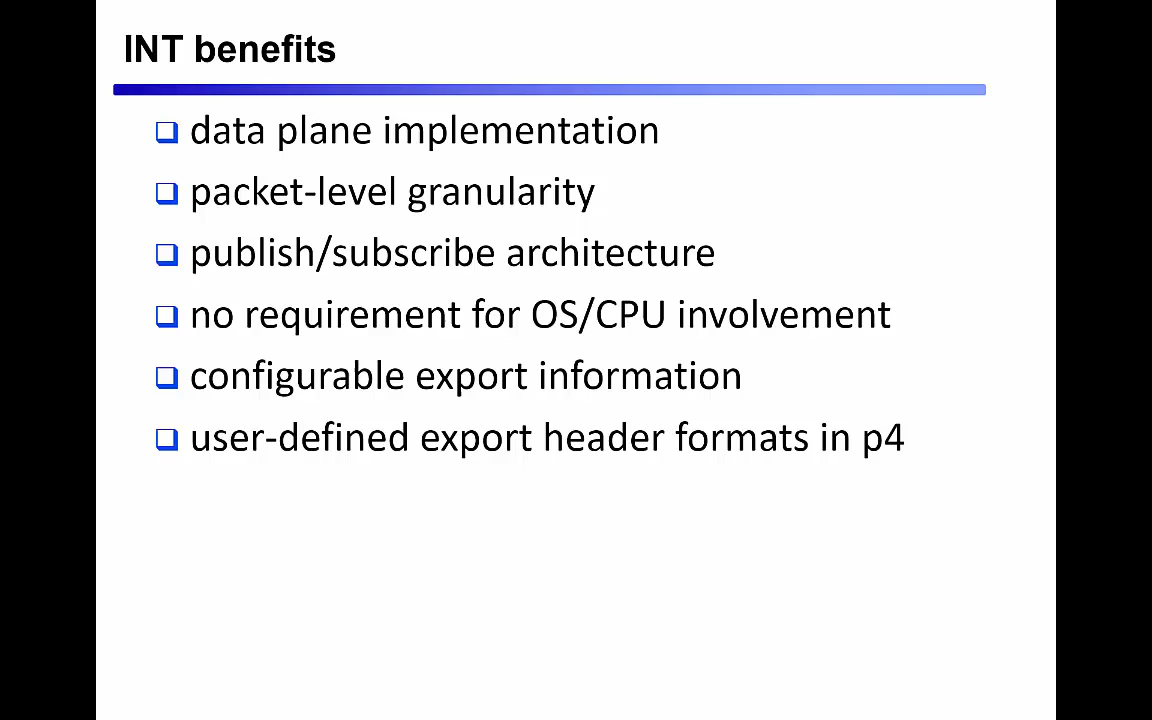 INT benefits
data plane implementation
packet-level granularity
publish/subscribe architecture
no requirement for OS/CPU involvement
configurable export information
user-defined export header formats in p4